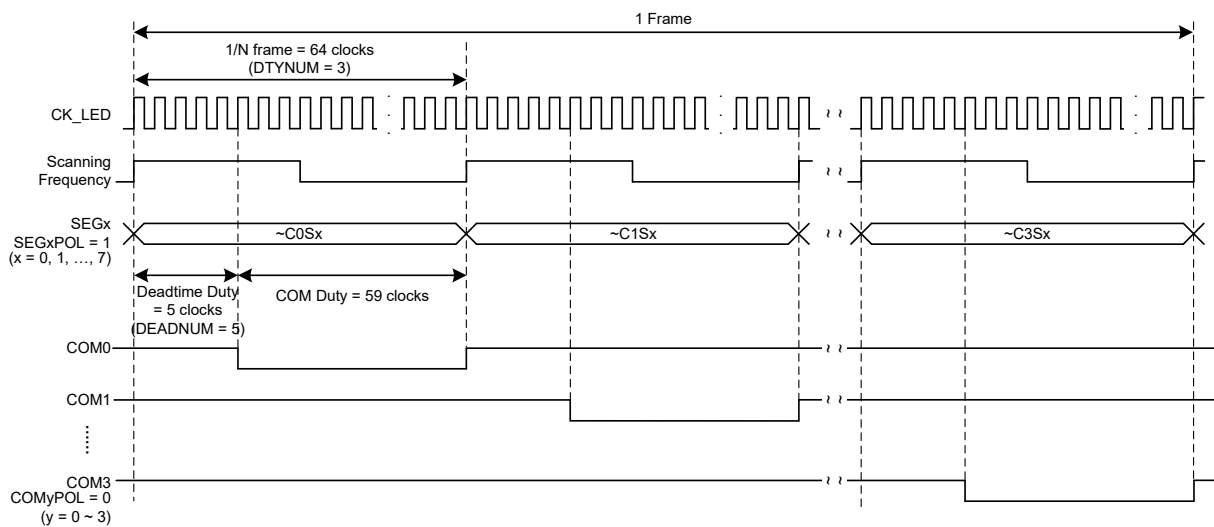 1 Frame
1/N frame = 64 clocks
(DTYNUM = 3)
CK_LED
Scanning
Frequency
SEGx
SEGxPOL = 1
(x = 0, 1, …, 7)
~C0Sx
~C1Sx
~C3Sx
Deadtime Duty
= 5 clocks
(DEADNUM = 5)
COM Duty = 59 clocks
COM0
COM1
COM3
COMyPOL = 0
(y = 0 ~ 3)